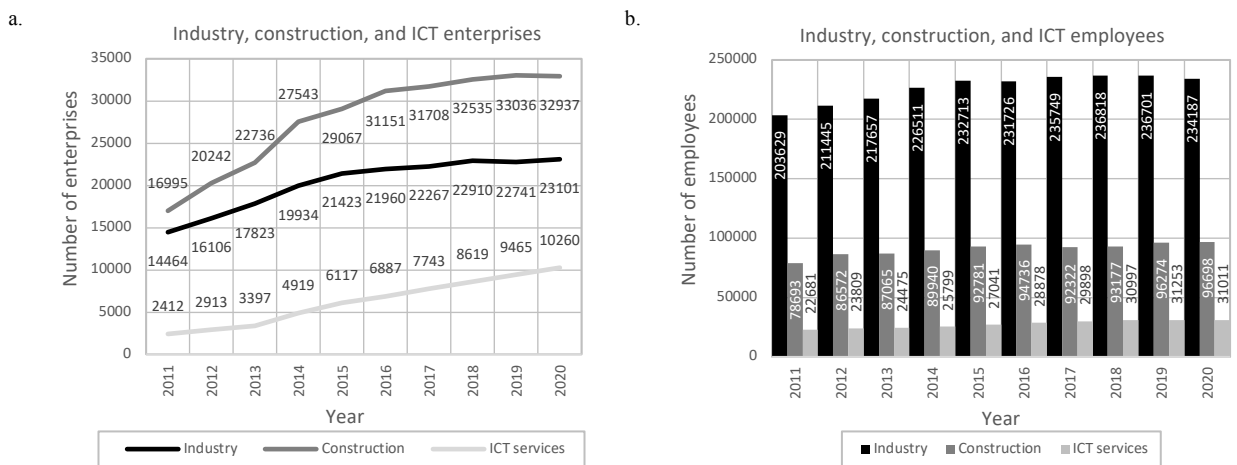 a.
Industry, construction, and ICT enterprises
Number of enterprises
35000
30000
25000
20000
15000
10000
5000
0
16995 20242 22736 27543 29067 31151 31708 32535 33036 32937
14464 16106 17823 19934 21423 21960 22267 22910 22741 23101
2412 2913 3397 4919 6117 6887 7743 8619 9465 10260
2011 2012 2013 2014 2015 2016 2017 2018 2019 2020
Year
Industry Construction ICT services
b.
Industry, construction, and ICT employees
Number of employees
250000
200000
150000
100000
50000
0
203629 211445 217657 226511 232713 231726 235749 236818 236701 234187
78693 86572 87065 89940 92781 94736 92322 93177 96274 96698
22681 23809 24475 25799 27041 28878 29898 30997 31253 31011
2011 2012 2013 2014 2015 2016 2017 2018 2019 2020
Year
Industry Construction ICT services